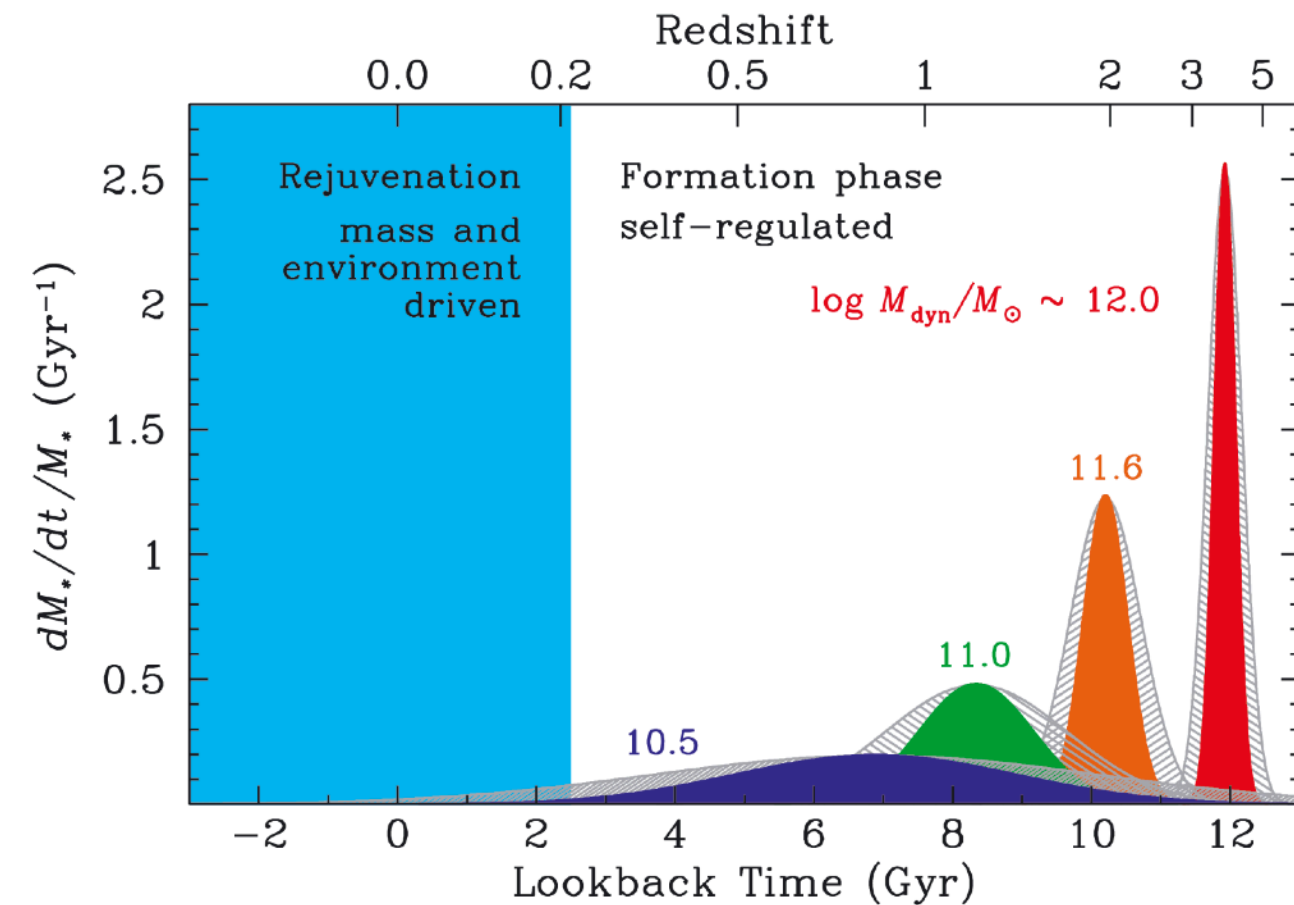 Redshift
0.0 0.2 0.5 1 2 3 5
Rejuvenation
mass and
environment
driven
Formation phase
self-regulated
log M_dyn/M_⊙ ~ 12.0
11.6
11.0
10.5
dM_*/dt/M_* (Gyr⁻¹)
2.5
2
1.5
1
0.5
−2 0 2 4 6 8 10 12
Lookback Time (Gyr)